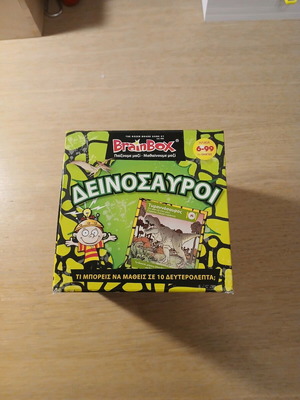 BrainBox
Παίζουμε μαζί - Μαθαίνουμε μαζί
6-99
ΔΕΙΝΟΣΑΥΡΟΙ
ΤΙ ΜΠΟΡΕΙΣ ΝΑ ΜΑΘΕΙΣ ΣΕ 10 ΔΕΥΤΕΡΟΛΕΠΤΑ;